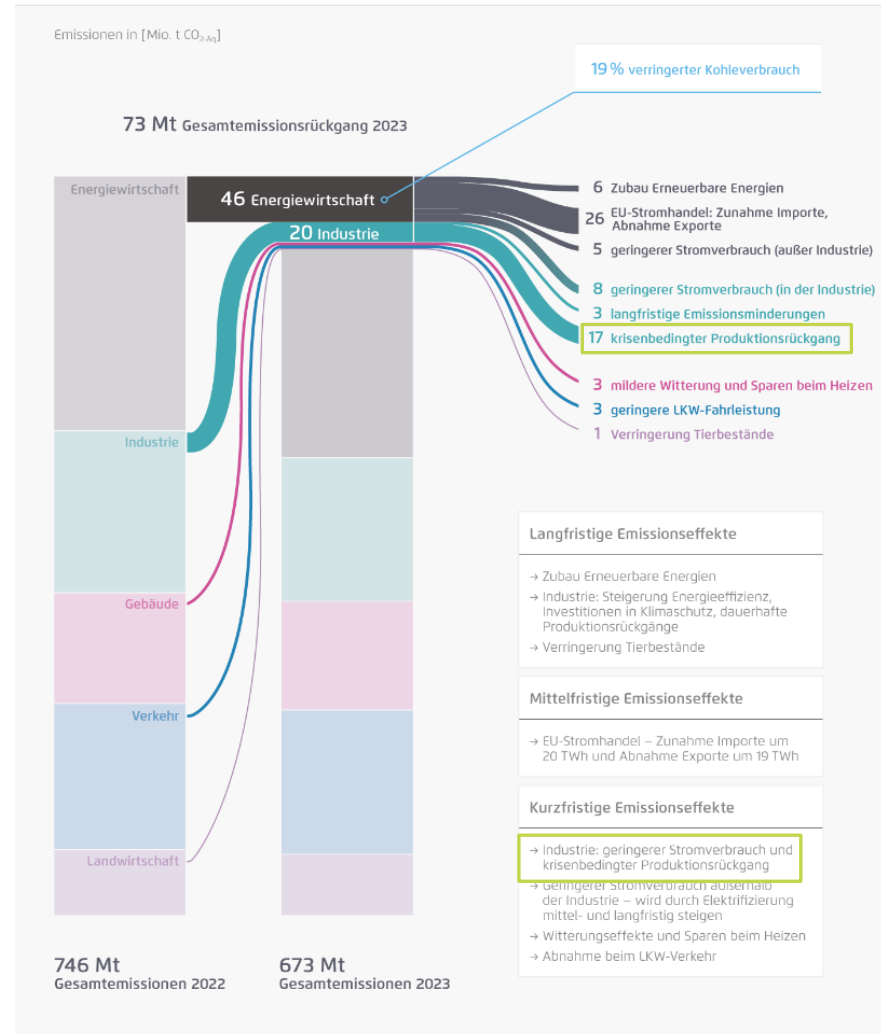 Emissionen in [Mio. t CO₂-Äq]
19 % verringerter Kohleverbrauch
73 Mt Gesamtemissionsrückgang 2023
Energiewirtschaft
46 Energiewirtschaft
20 Industrie
6 Zubau Erneuerbare Energien
26 EU-Stromhandel: Zunahme Importe,
Abnahme Exporte
5 geringerer Stromverbrauch (außer Industrie)
8 geringerer Stromverbrauch (in der Industrie)
3 langfristige Emissionsminderungen
17 krisenbedingter Produktionsrückgang
3 mildere Witterung und Sparen beim Heizen
3 geringere LKW-Fahrleistung
1 Verringerung Tierbestände
Industrie
Gebäude
Verkehr
Landwirtschaft
746 Mt
Gesamtemissionen 2022
673 Mt
Gesamtemissionen 2023
Langfristige Emissionseffekte
→ Zubau Erneuerbare Energien
→ Industrie: Steigerung Energieeffizienz,
Investitionen in Klimaschutz, dauerhafte
Produktionsrückgänge
→ Verringerung Tierbestände
Mittelfristige Emissionseffekte
→ EU-Stromhandel – Zunahme Importe um
20 TWh und Abnahme Exporte um 19 TWh
Kurzfristige Emissionseffekte
→ Industrie: geringerer Stromverbrauch und
krisenbedingter Produktionsrückgang
→ Geringerer Stromverbrauch außerhalb
der Industrie – wird durch Elektrifizierung
mittel- und langfristig steigen
→ Witterungseffekte und Sparen beim Heizen
→ Abnahme beim LKW-Verkehr